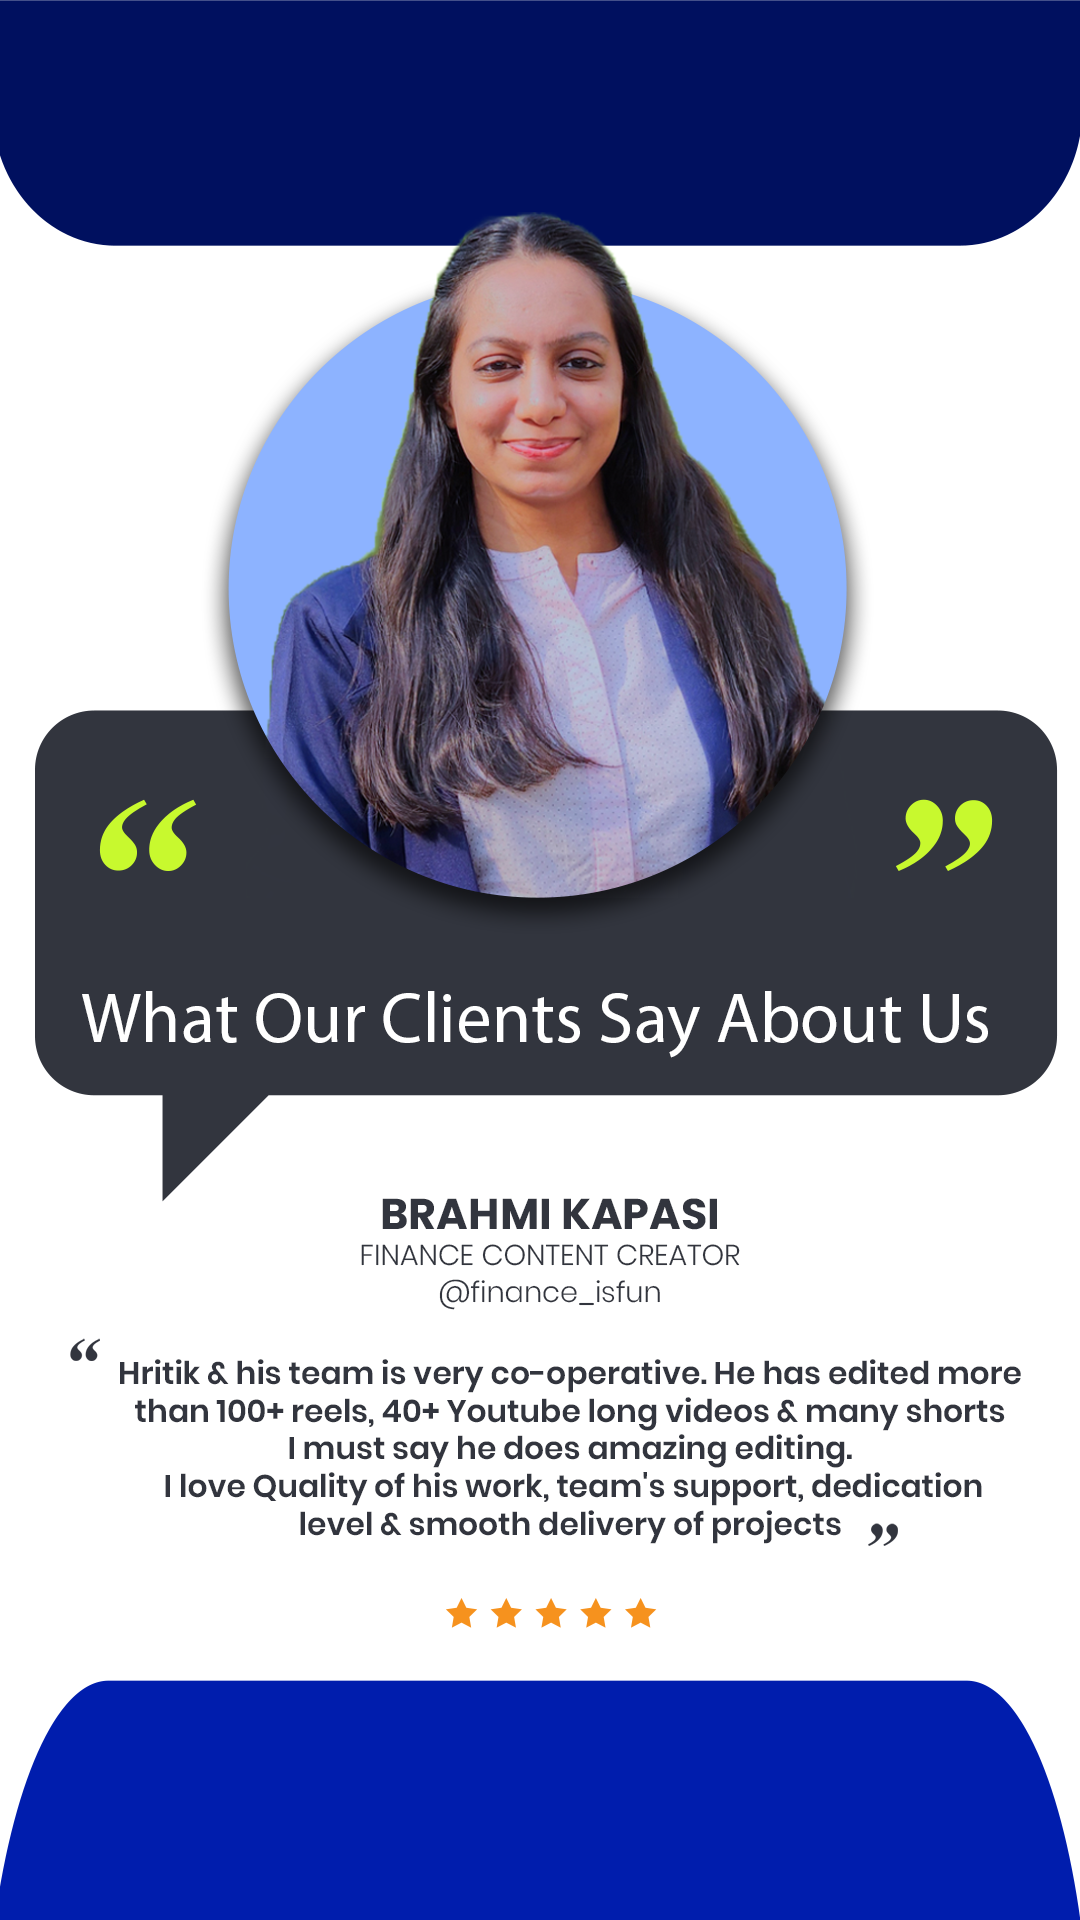 “ ”
What Our Clients Say About Us
BRAHMI KAPASI
FINANCE CONTENT CREATOR
@finance_isfun
“ Hritik & his team is very co-operative. He has edited more
than 100+ reels, 40+ Youtube long videos & many shorts
I must say he does amazing editing.
I love Quality of his work, team's support, dedication
level & smooth delivery of projects ”